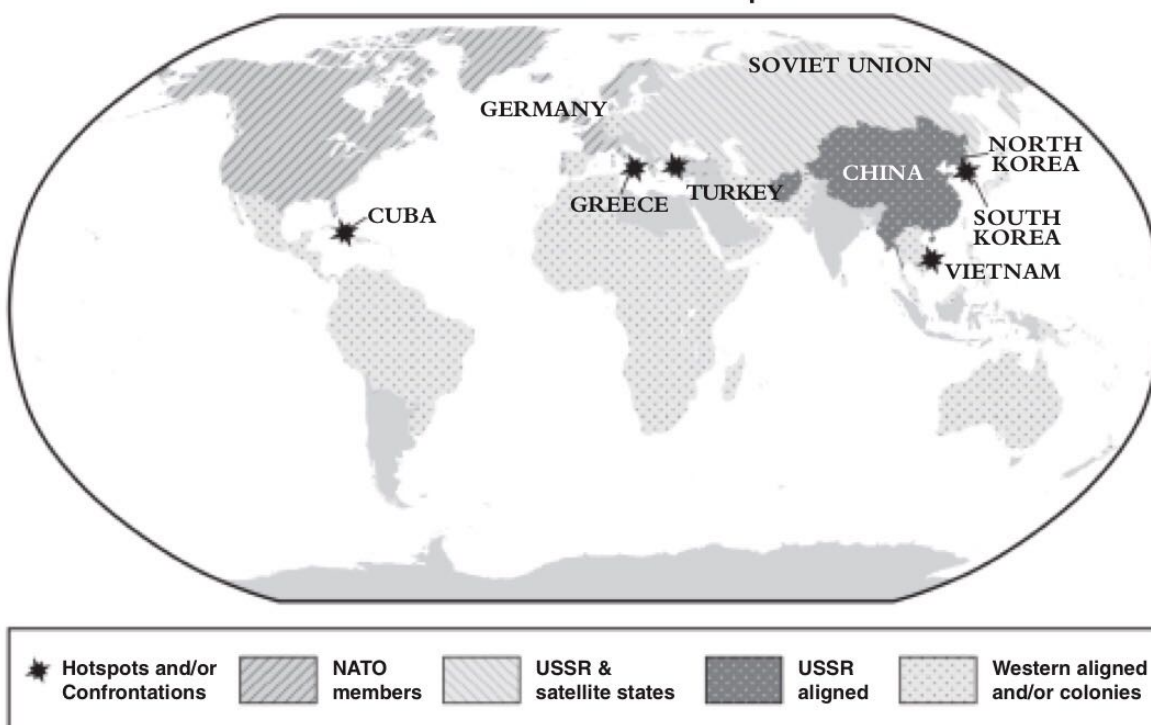 SOVIET UNION
GERMANY
NORTH
KOREA
CHINA
TURKEY
GREECE
CUBA
SOUTH
KOREA
VIETNAM
Hotspots and/or
Confrontations
NATO
members
USSR &
satellite states
USSR
aligned
Western aligned
and/or colonies